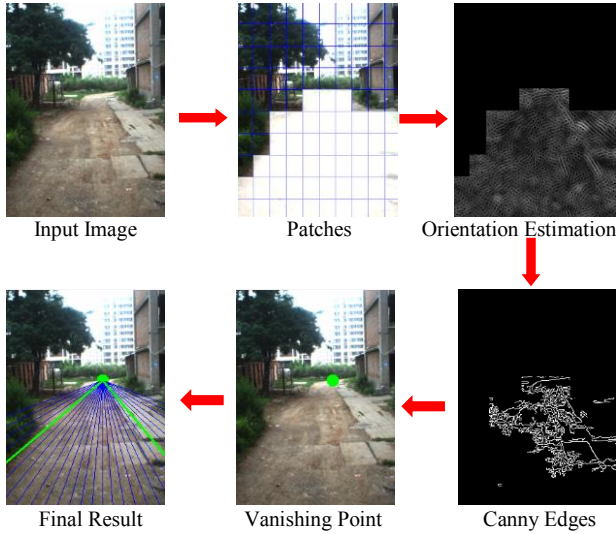 Input Image
Patches
Orientation Estimation
Final Result
Vanishing Point
Canny Edges